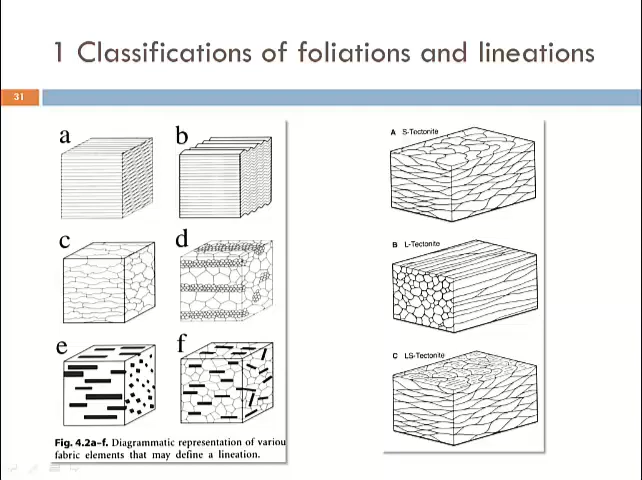 1 Classifications of foliations and lineations
31
a
b
c
d
e
f
Fig. 4.2a–f. Diagrammatic representation of variou
fabric elements that may define a lineation.
A S-Tectonite
B L-Tectonite
C LS-Tectonite